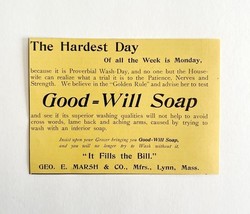 The Hardest Day
Of all the Week is Monday,
because it is Proverbial Wash-Day, and no one but the House-
wife can realize what a trial it is to the Patience, Nerves and
Strength. We believe in the "Golden Rule" and advise her to test
Good-Will Soap
and see if its superior washing qualities will not help to avoid
cross words, lame back and aching arms, caused by trying to
wash with an inferior soap.
Insist upon your Grocer bringing you Good-Will Soap,
and you will no longer try to Wash without it.
"It Fills the Bill."
GEO. E. MARSH & CO., Mfrs., Lynn, Mass.